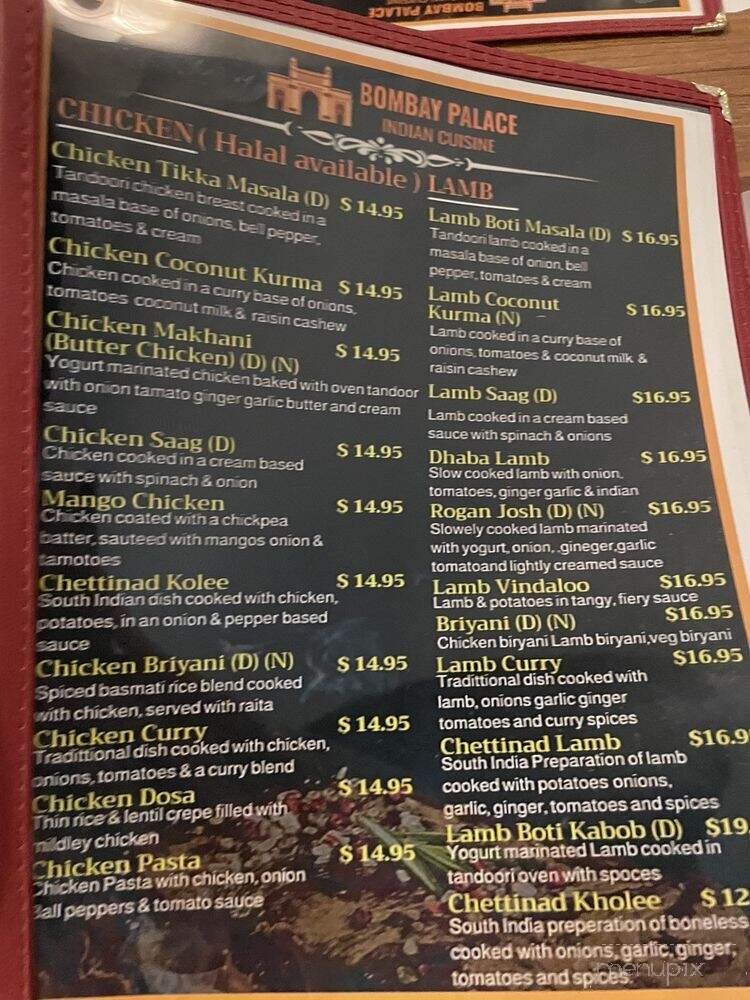 BOMBAY PALACE
BOMBAY PALACE
INDIAN CUISINE
CHICKEN ( Halal available )
Chicken Tikka Masala (D) $ 14.95
Tandoori chicken breast cooked in a
masala base of onions, bell pepper,
tomatoes & cream
Chicken Coconut Kurma $ 14.95
Chicken cooked in a curry base of onions,
tomatoes coconut milk & raisin cashew
Chicken Makhani
(Butter Chicken) (D) (N) $ 14.95
Yogurt marinated chicken baked with oven tandoor
with onion tamato ginger garlic butter and cream
sauce
Chicken Saag (D) $ 14.95
Chicken cooked in a cream based
sauce with spinach & onion
Mango Chicken $ 14.95
Chicken coated with a chickpea
batter, sauteed with mangos onion &
tamotoes
Chettinad Kolee $ 14.95
South Indian dish cooked with chicken,
potatoes, in an onion & pepper based
sauce
Chicken Briyani (D) (N) $ 14.95
Spiced basmati rice blend cooked
with chicken, served with raita
Chicken Curry $ 14.95
Tradittional dish cooked with chicken,
onions, tomatoes & a curry blend
Chicken Dosa $ 14.95
Thin rice & lentil crepe filled with
mildley chicken
Chicken Pasta $ 14.95
Chicken Pasta with chicken, onion
Ball peppers & tomato sauce
LAMB
Lamb Boti Masala (D) $ 16.95
Tandoori lamb cooked in a
masala base of onion, bell
pepper, tomatoes & cream
Lamb Coconut
Kurma (N) $ 16.95
Lamb cooked in a curry base of
onions, tomatoes & coconut milk &
raisin cashew
Lamb Saag (D) $16.95
Lamb cooked in a cream based
sauce with spinach & onions
Dhaba Lamb $ 16.95
Slow cooked lamb with onion,
tomatoes, ginger garlic & indian
Rogan Josh (D) (N) $16.95
Slowely cooked lamb marinated
with yogurt, onion, .gineger,garlic
tomatoand lightly creamed sauce
Lamb Vindaloo $16.95
Lamb & potatoes in tangy, fiery sauce
Briyani (D) (N) $16.95
Chicken biryani Lamb biryani,veg biryani
Lamb Curry $16.95
Tradittional dish cooked with
lamb, onions garlic ginger
tomatoes and curry spices
Chettinad Lamb $16.9
South India Preparation of lamb
cooked with potatoes onions,
garlic, ginger, tomatoes and spices
Lamb Boti Kabob (D) $19
Yogurt marinated Lamb cooked in
tandoori oven with spoces
Chettinad Kholee $ 12
South India preperation of boneless
cooked with onions, garlic, ginger,
tomatoes and spices.
menupix